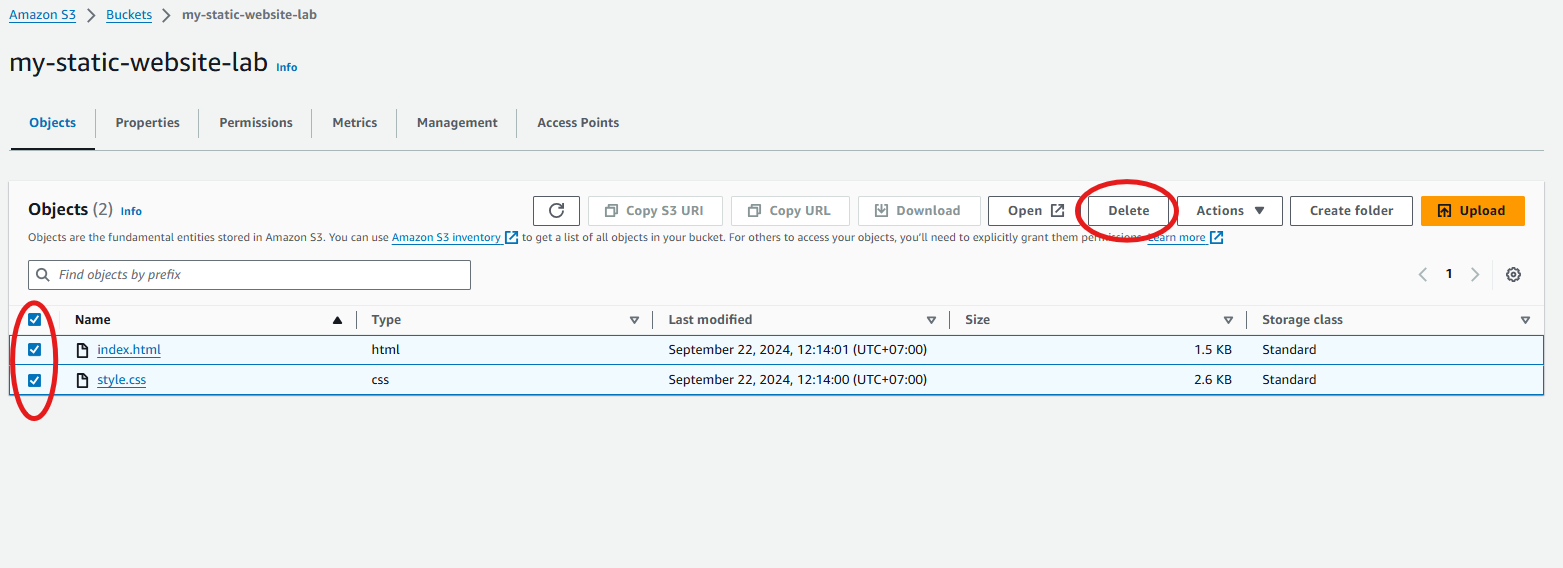 Amazon S3 > Buckets > my-static-website-lab
my-static-website-lab Info
Objects Properties Permissions Metrics Management Access Points
Objects (2) Info Copy S3 URI Copy URL Download Open Delete Actions Create folder Upload
Objects are the fundamental entities stored in Amazon S3. You can use Amazon S3 inventory to get a list of all objects in your bucket. For others to access your objects, you'll need to explicitly grant them permissions. Learn more
Find objects by prefix 1
Name Type Last modified Size Storage class
index.html html September 22, 2024, 12:14:01 (UTC+07:00) 1.5 KB Standard
style.css css September 22, 2024, 12:14:00 (UTC+07:00) 2.6 KB Standard